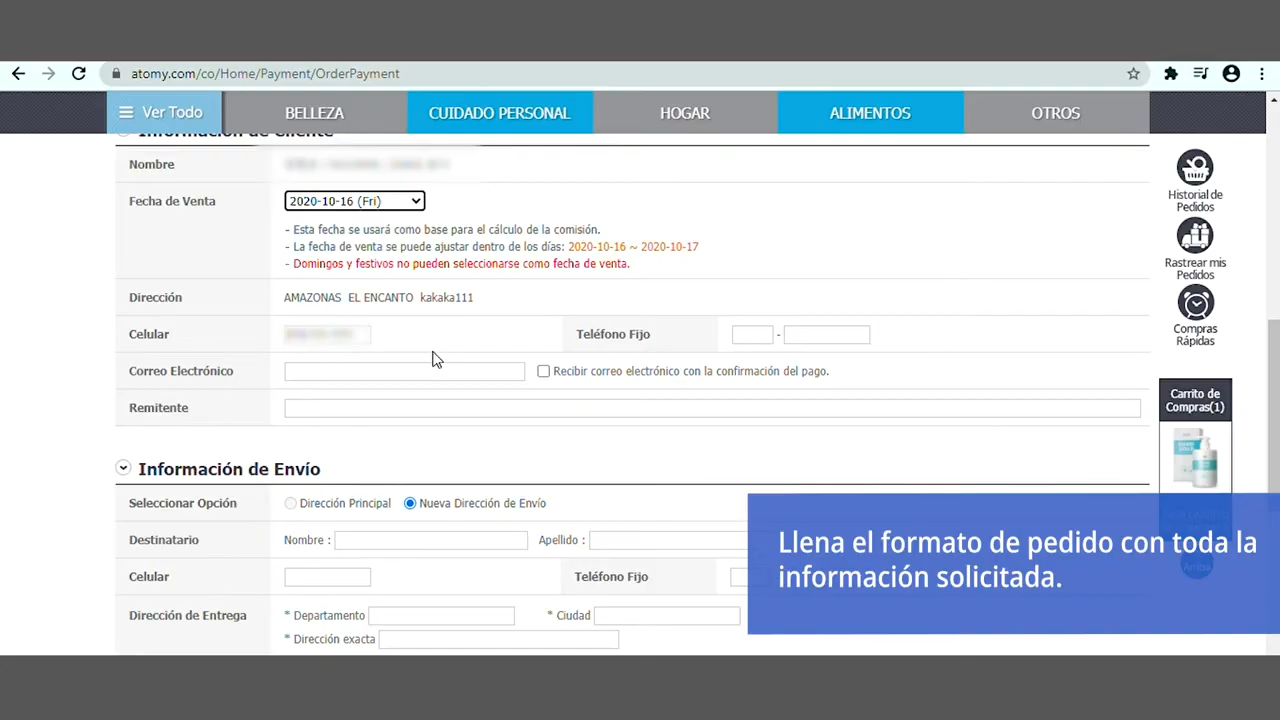 atomy.com/co/Home/Payment/OrderPayment
Ver Todo BELLEZA CUIDADO PERSONAL HOGAR ALIMENTOS OTROS
Información de Cliente
Nombre
Fecha de Venta 2020-10-16 (Fri)
- Esta fecha se usará como base para el cálculo de la comisión.
- La fecha de venta se puede ajustar dentro de los días: 2020-10-16 ~ 2020-10-17
- Domingos y festivos no pueden seleccionarse como fecha de venta.
Dirección AMAZONAS EL ENCANTO kakaka111
Celular Teléfono Fijo -
Correo Electrónico Recibir correo electrónico con la confirmación del pago.
Remitente
Información de Envío
Seleccionar Opción Dirección Principal Nueva Dirección de Envío
Destinatario Nombre : Apellido :
Celular Teléfono Fijo
Dirección de Entrega * Departamento * Ciudad
* Dirección exacta
Historial de
Pedidos
Rastrear mis
Pedidos
Compras
Rápidas
Carrito de
Compras(1)
Llena el formato de pedido con toda la
información solicitada.